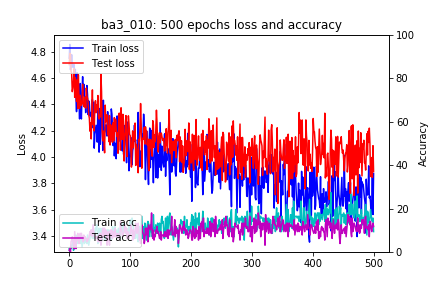 ba3_010: 500 epochs loss and accuracy
Train loss
Test loss
4.8
4.6
4.4
4.2
4.0
3.8
3.6
3.4
Loss
100
80
60
40
20
0
Accuracy
Train acc
Test acc
0
100
200
300
400
500